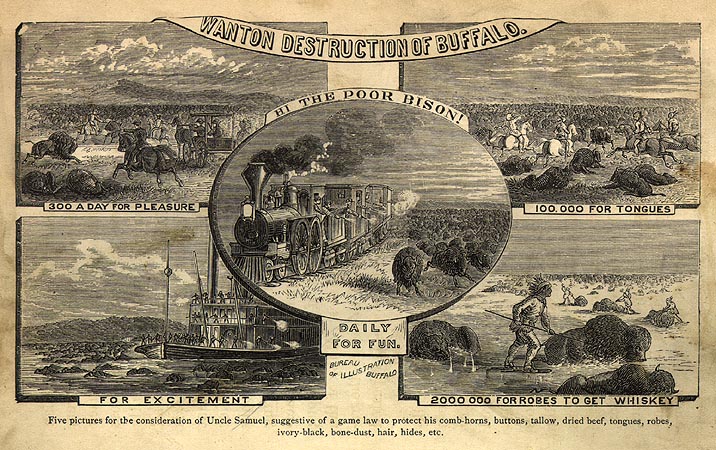 WANTON DESTRUCTION OF BUFFALO.
HI THE POOR BISON!
300 A DAY FOR PLEASURE
100.000 FOR TONGUES
DAILY
FOR FUN.
BUREAU
OF ILLUSTRATION
BUFFALO
FOR EXCITEMENT
2000000 FOR ROBES TO GET WHISKEY
Five pictures for the consideration of Uncle Samuel, suggestive of a game law to protect his comb-horns, buttons, tallow, dried beef, tongues, robes,
ivory-black, bone-dust, hair, hides, etc.